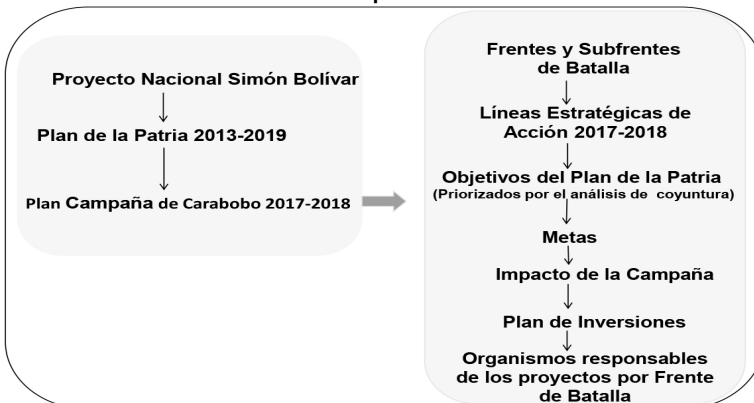 Proyecto Nacional Simón Bolívar
Plan de la Patria 2013-2019
Plan Campaña de Carabobo 2017-2018
Frentes y Subfrentes
de Batalla
Líneas Estratégicas de
Acción 2017-2018
Objetivos del Plan de la Patria
(Priorizados por el análisis de coyuntura)
Metas
Impacto de la Campaña
Plan de Inversiones
Organismos responsables
de los proyectos por Frente
de Batalla